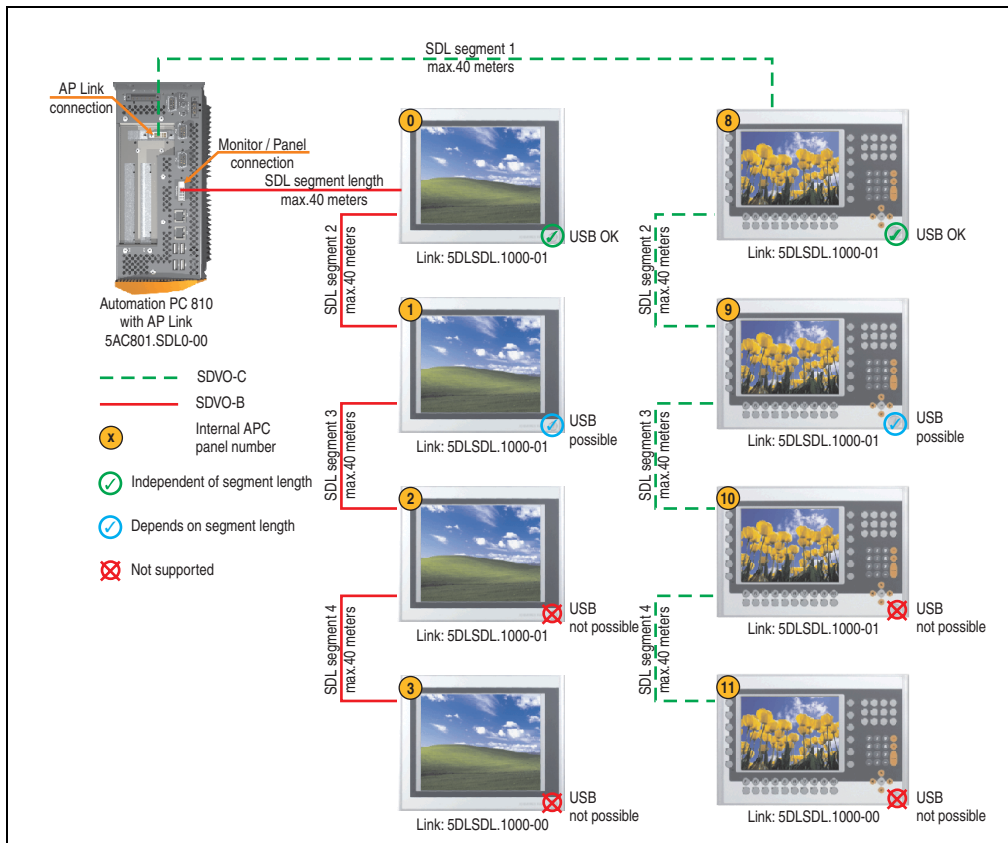 SDL segment 1
max.40 meters
AP Link
connection
Monitor / Panel
connection
SDL segment length
max.40 meters
Automation PC 810
with AP Link
5AC801.SDL0-00
SDVO-C
SDVO-B
x
Internal APC
panel number
Independent of segment length
Depends on segment length
Not supported
0
USB OK
Link: 5DLSDL.1000-01
SDL segment 2
max.40 meters
1
USB
possible
Link: 5DLSDL.1000-01
SDL segment 3
max.40 meters
2
USB
not possible
Link: 5DLSDL.1000-01
SDL segment 4
max.40 meters
3
USB
not possible
Link: 5DLSDL.1000-00
8
USB OK
Link: 5DLSDL.1000-01
SDL segment 2
max.40 meters
9
USB
possible
Link: 5DLSDL.1000-01
SDL segment 3
max.40 meters
10
USB
not possible
Link: 5DLSDL.1000-01
SDL segment 4
max.40 meters
11
USB
not possible
Link: 5DLSDL.1000-00